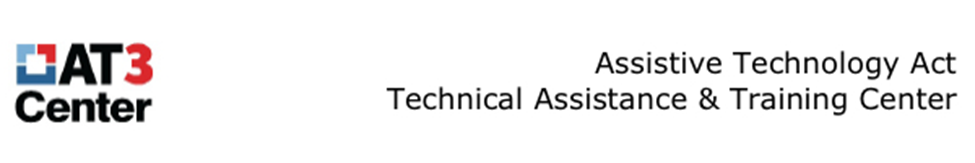 AT3
Center
Assistive Technology Act
Technical Assistance & Training Center